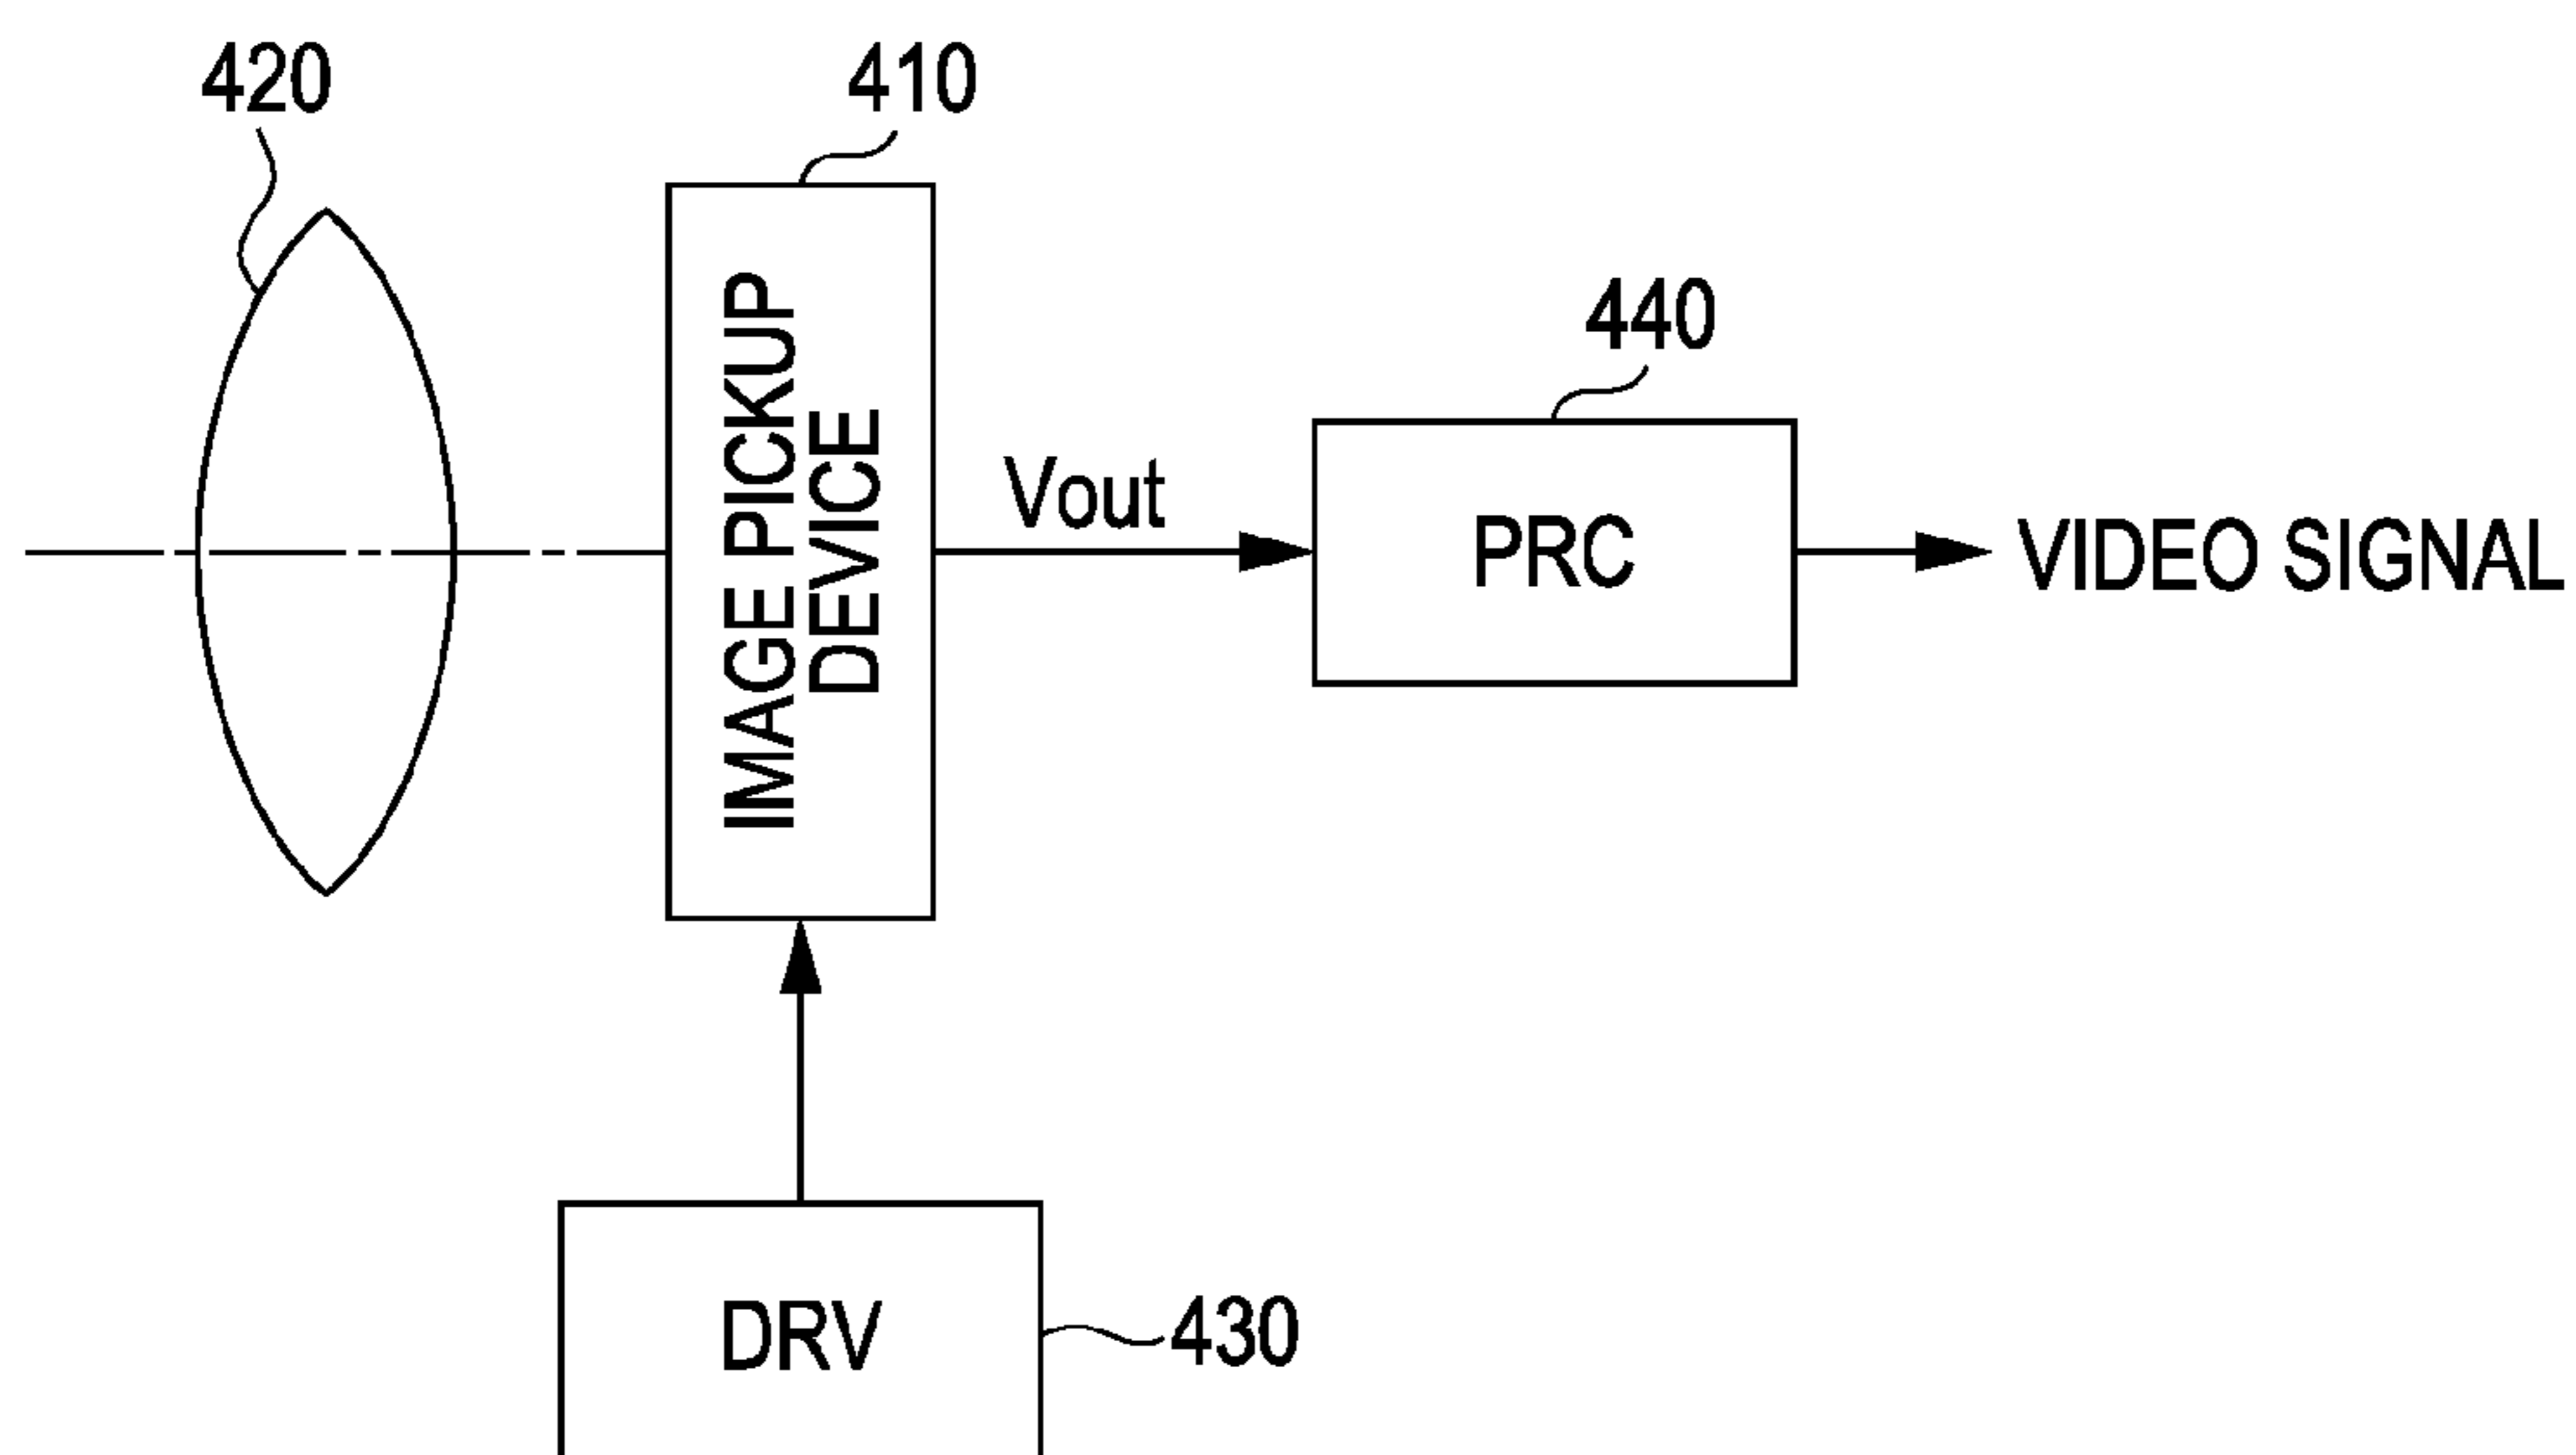 420
410
IMAGE PICKUP
DEVICE
Vout
440
PRC
VIDEO SIGNAL
DRV
430